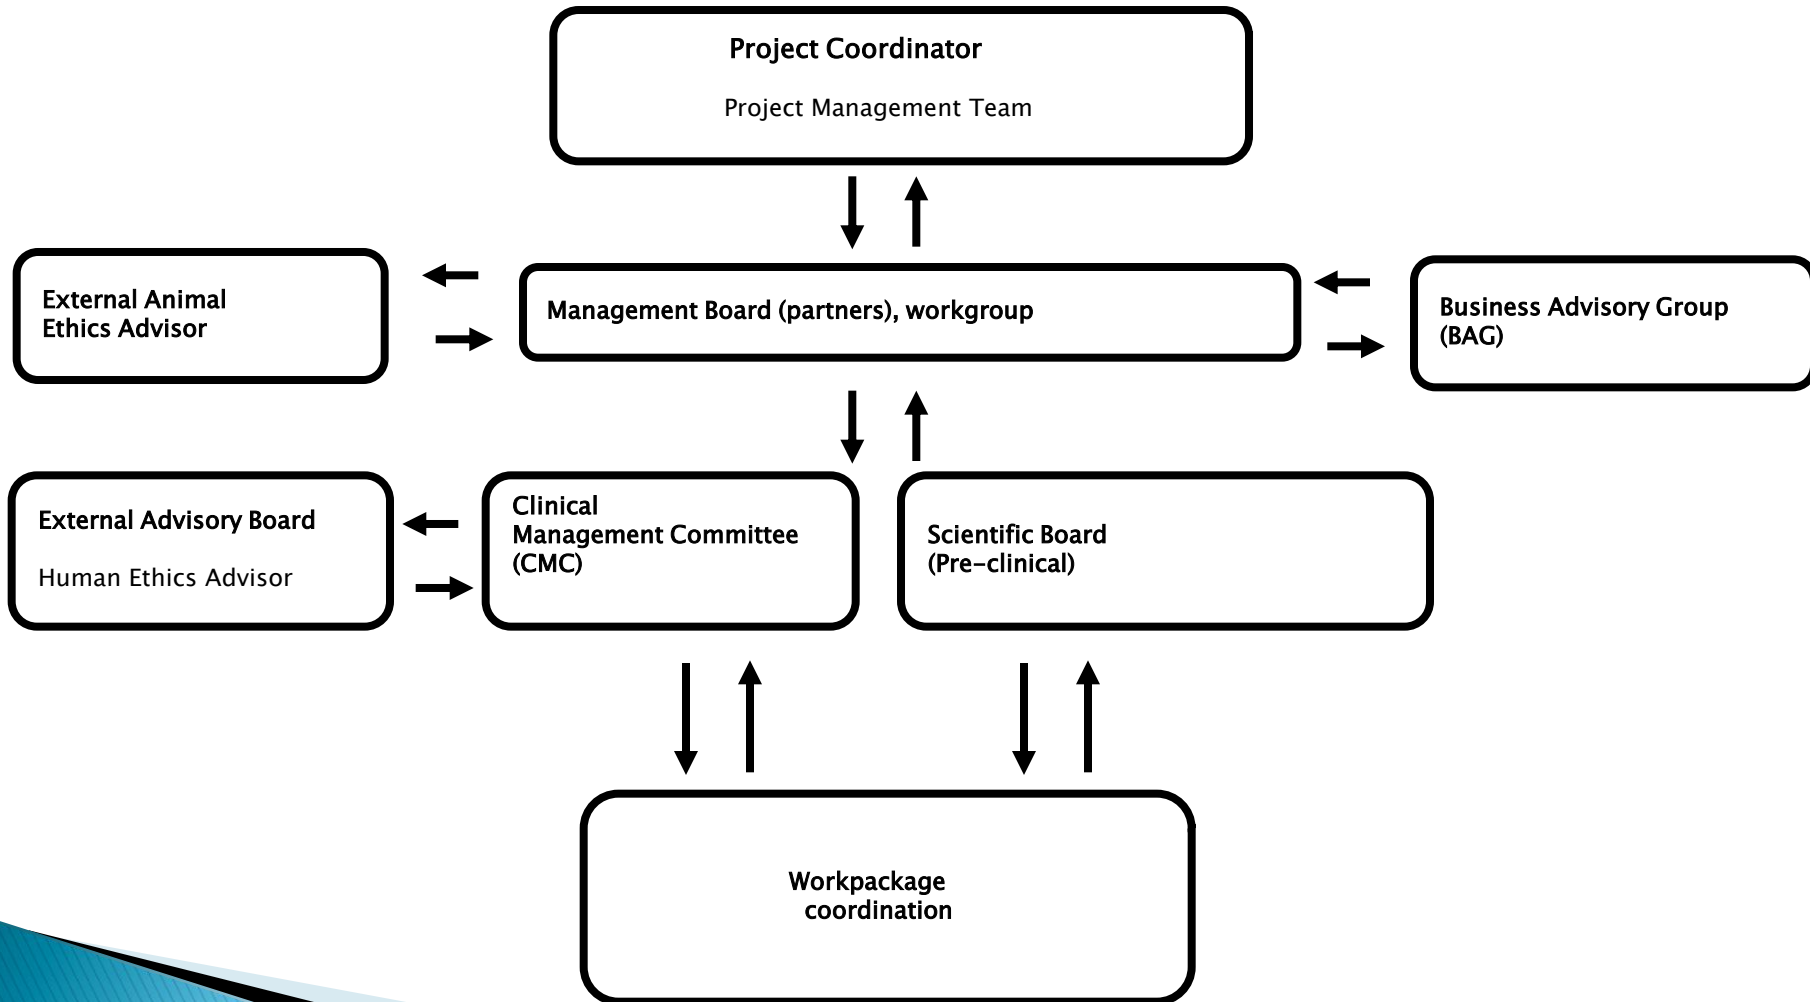 Project Coordinator
Project Management Team
External Animal
Ethics Advisor
Management Board (partners), workgroup
Business Advisory Group
(BAG)
External Advisory Board
Human Ethics Advisor
Clinical
Management Committee
(CMC)
Scientific Board
(Pre-clinical)
Workpackage
coordination